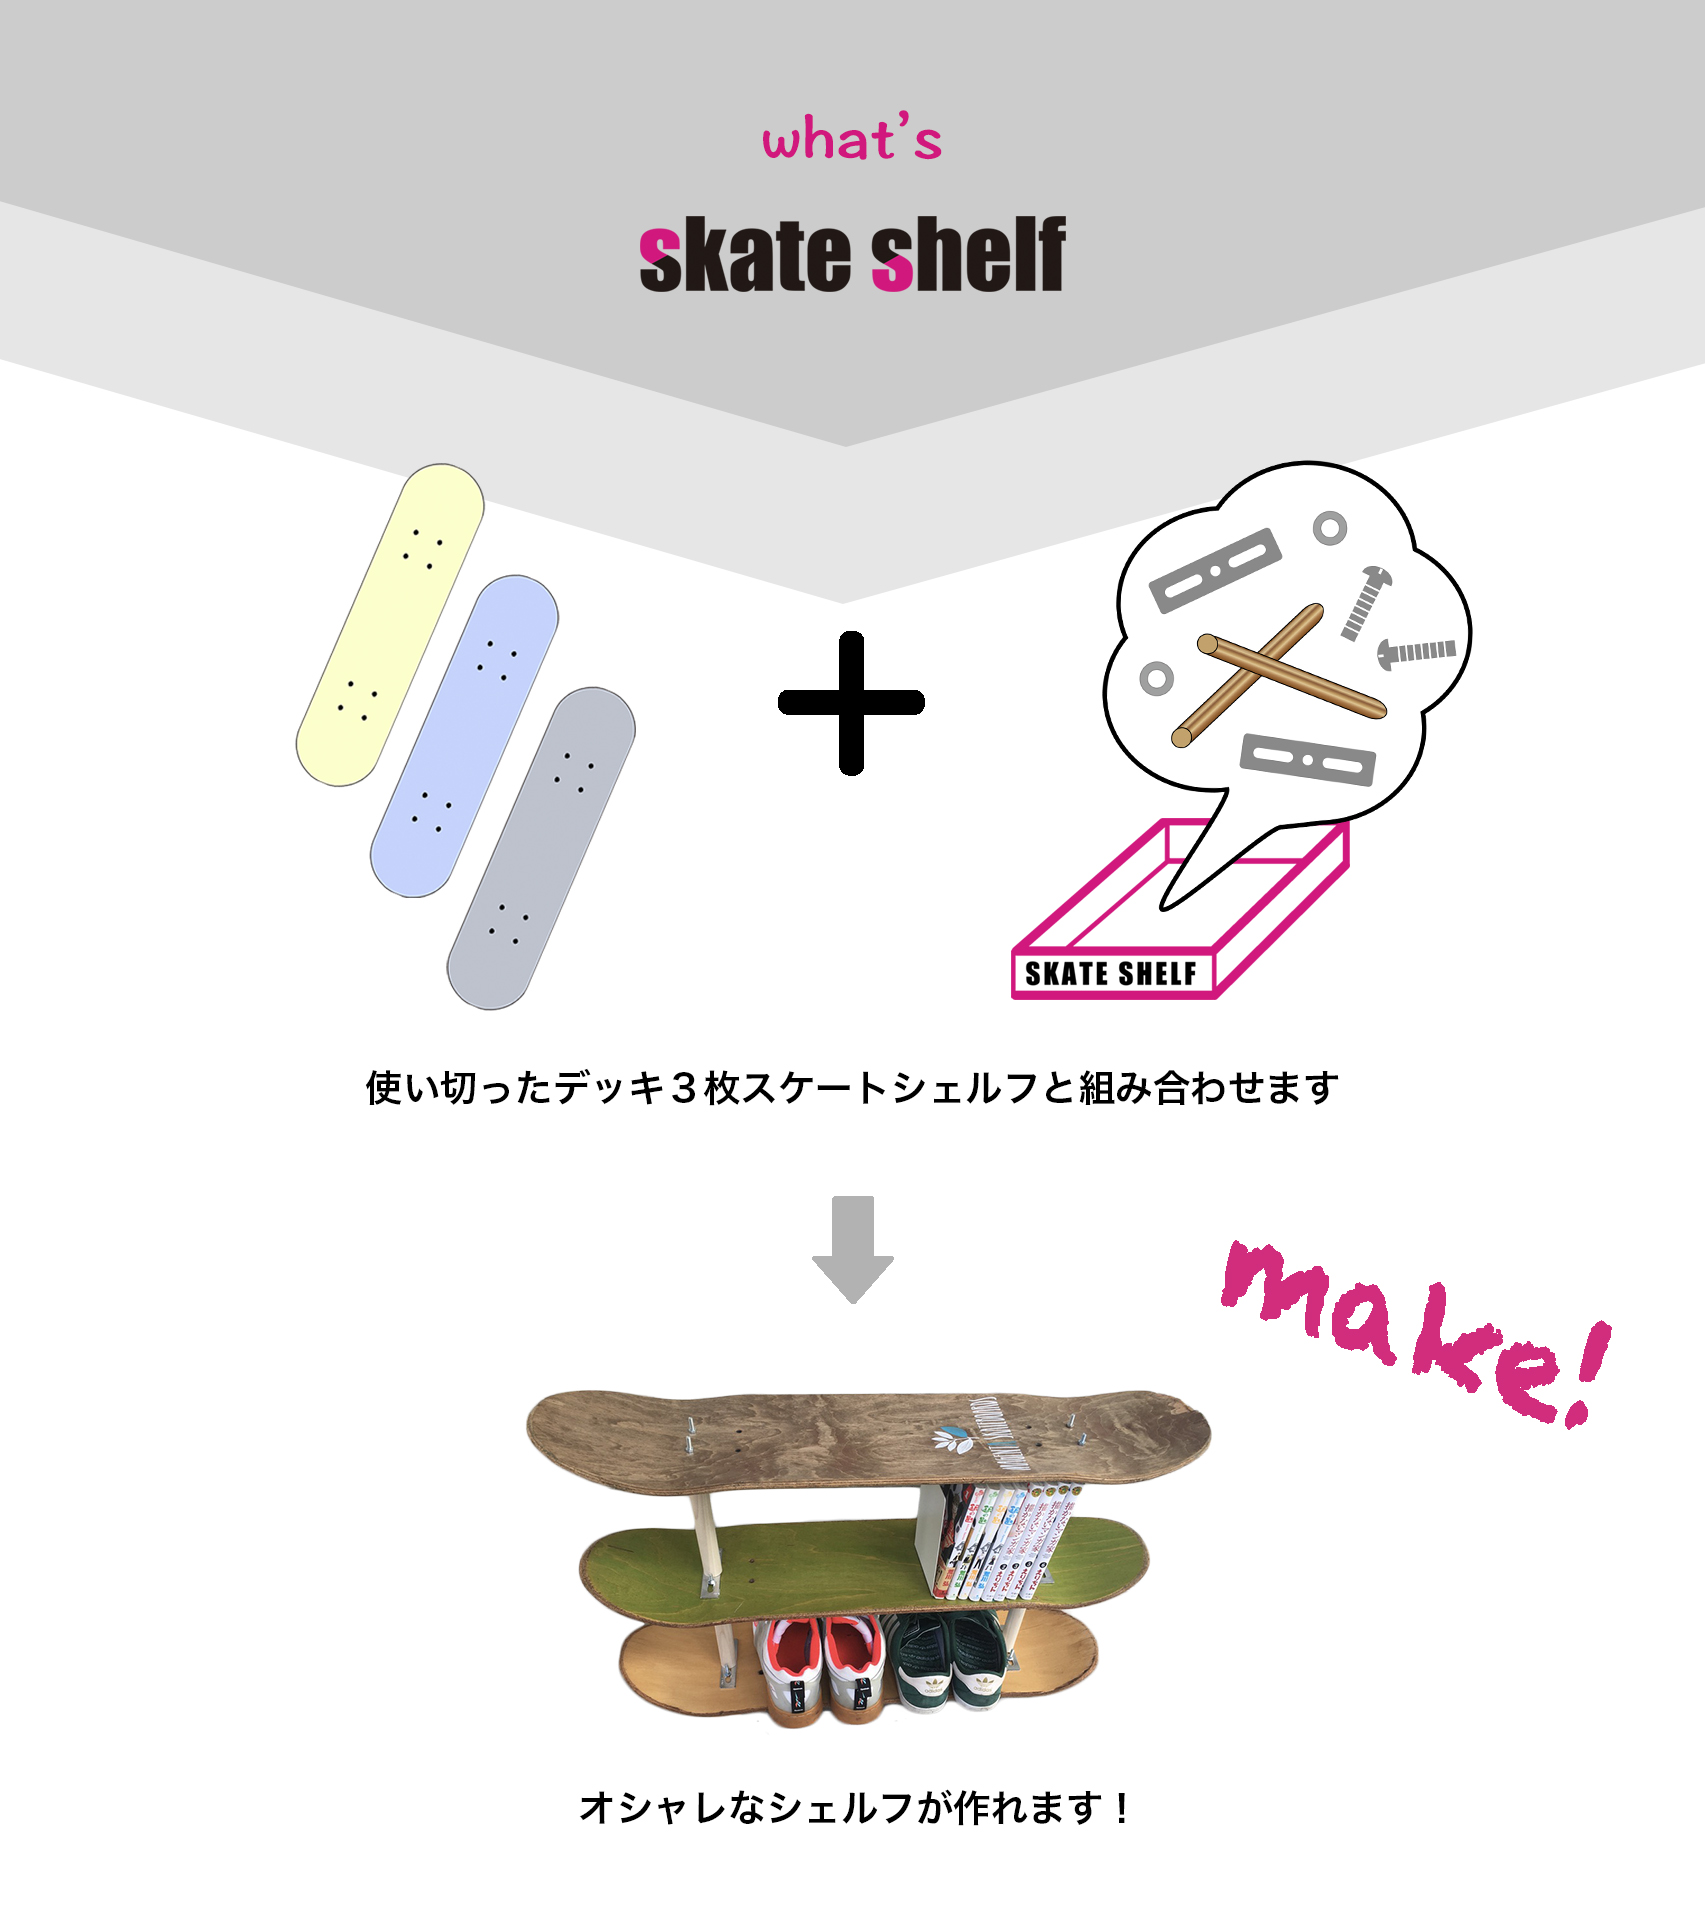 what's
skate shelf
SKATE SHELF
使い切ったデッキ３枚スケートシェルフと組み合わせます
make!
オシャレなシェルフが作れます！